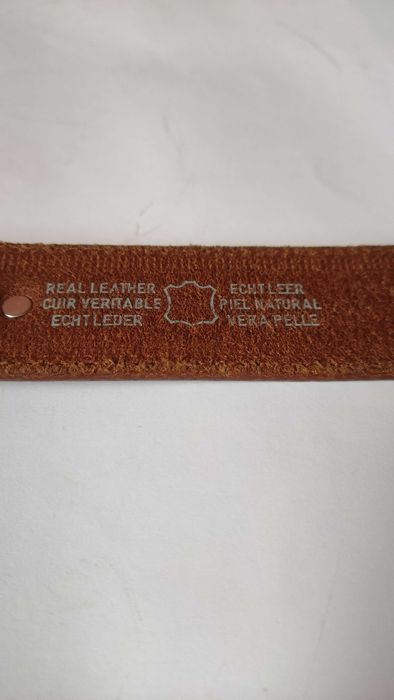 REAL LEATHER
CUIR VERITABLE
ECHT LEDER
ECHT LEER
PIEL NATURAL
VERA PELLE